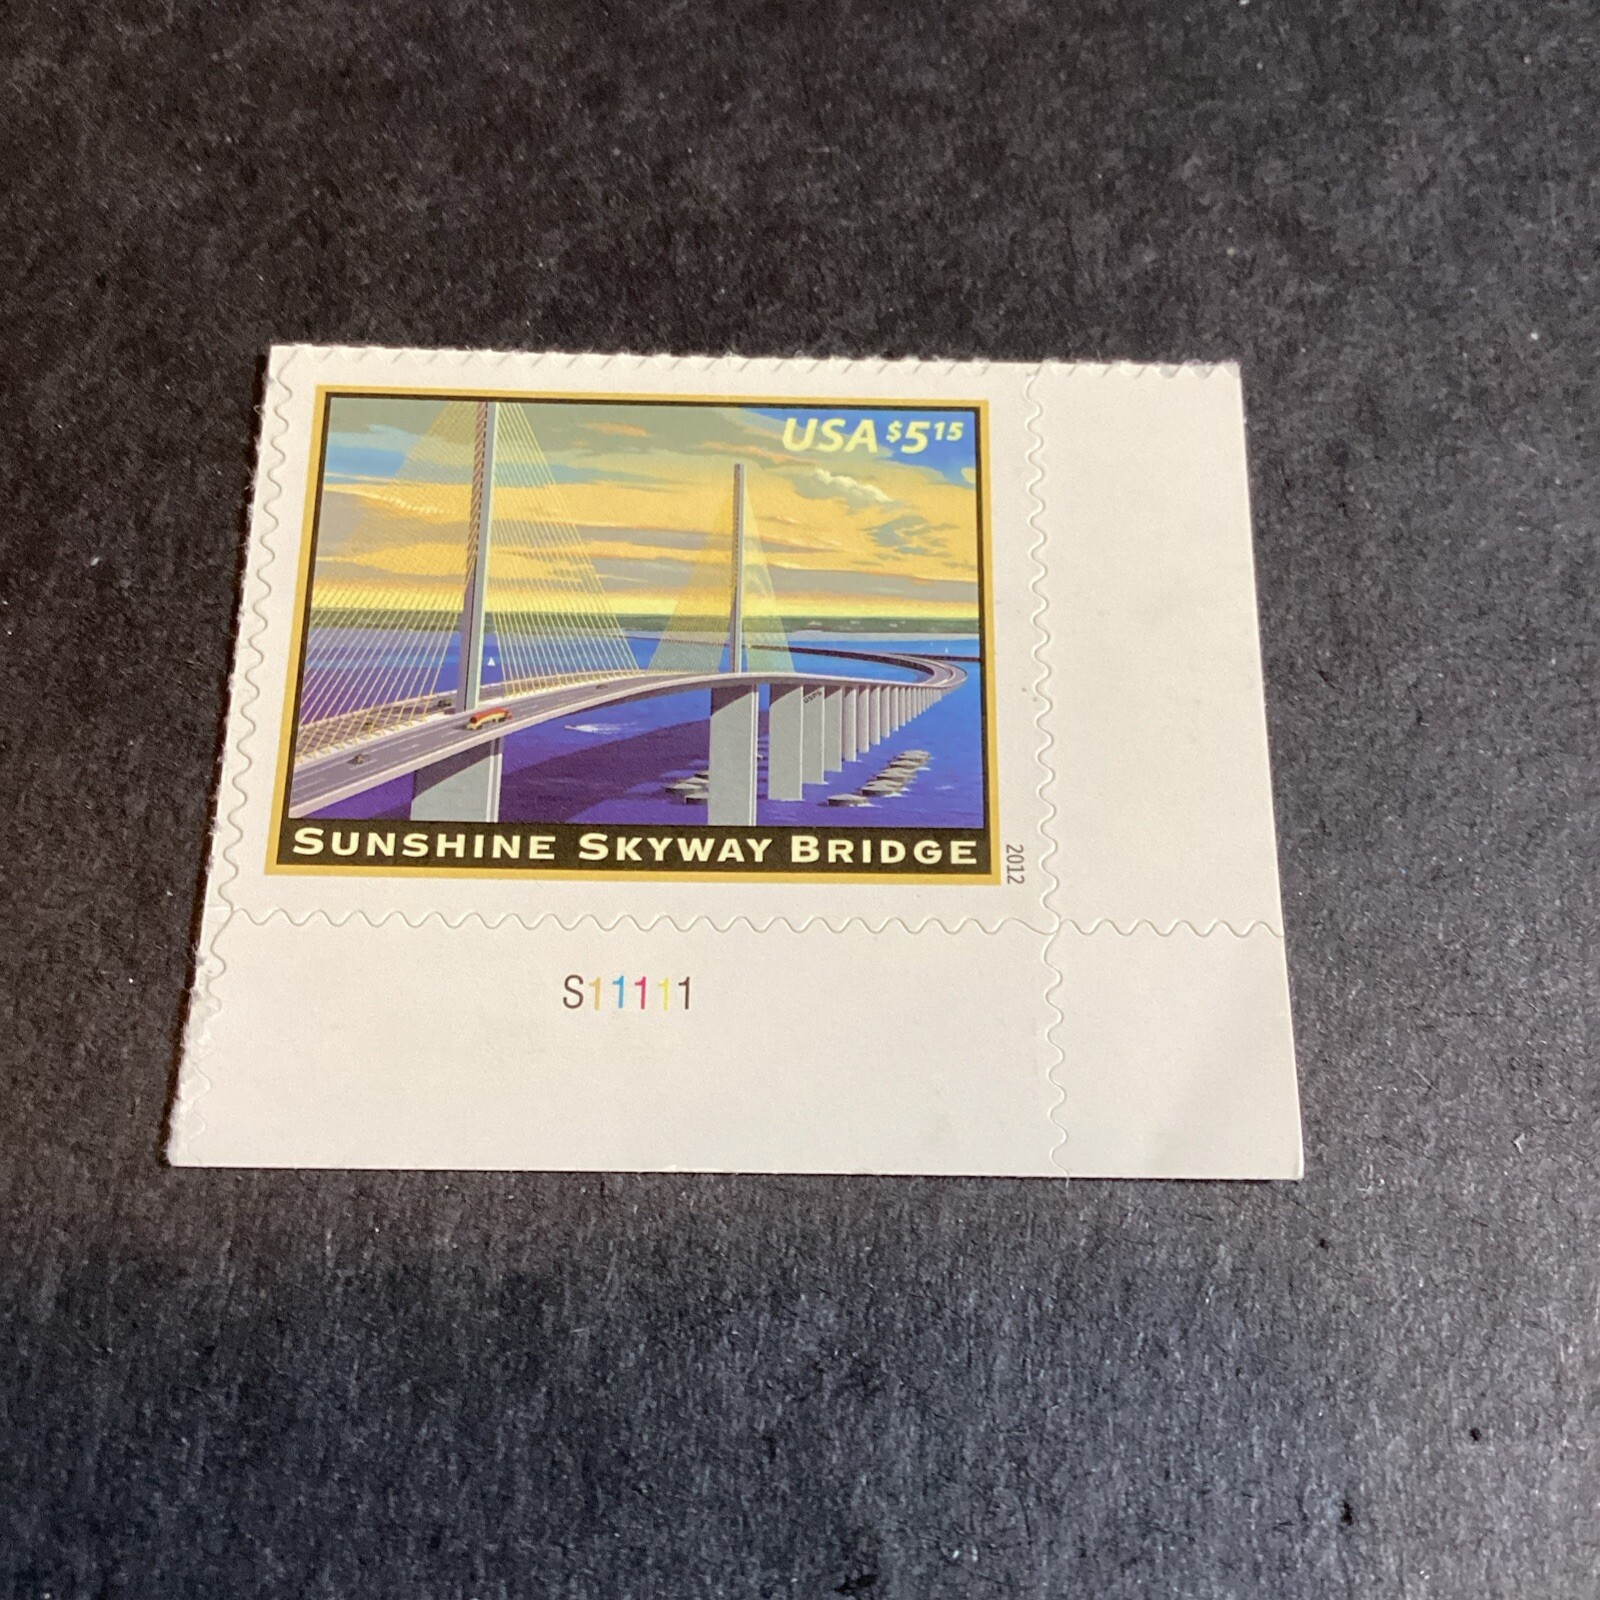 USA $5 15
SUNSHINE SKYWAY BRIDGE
2012
S11111